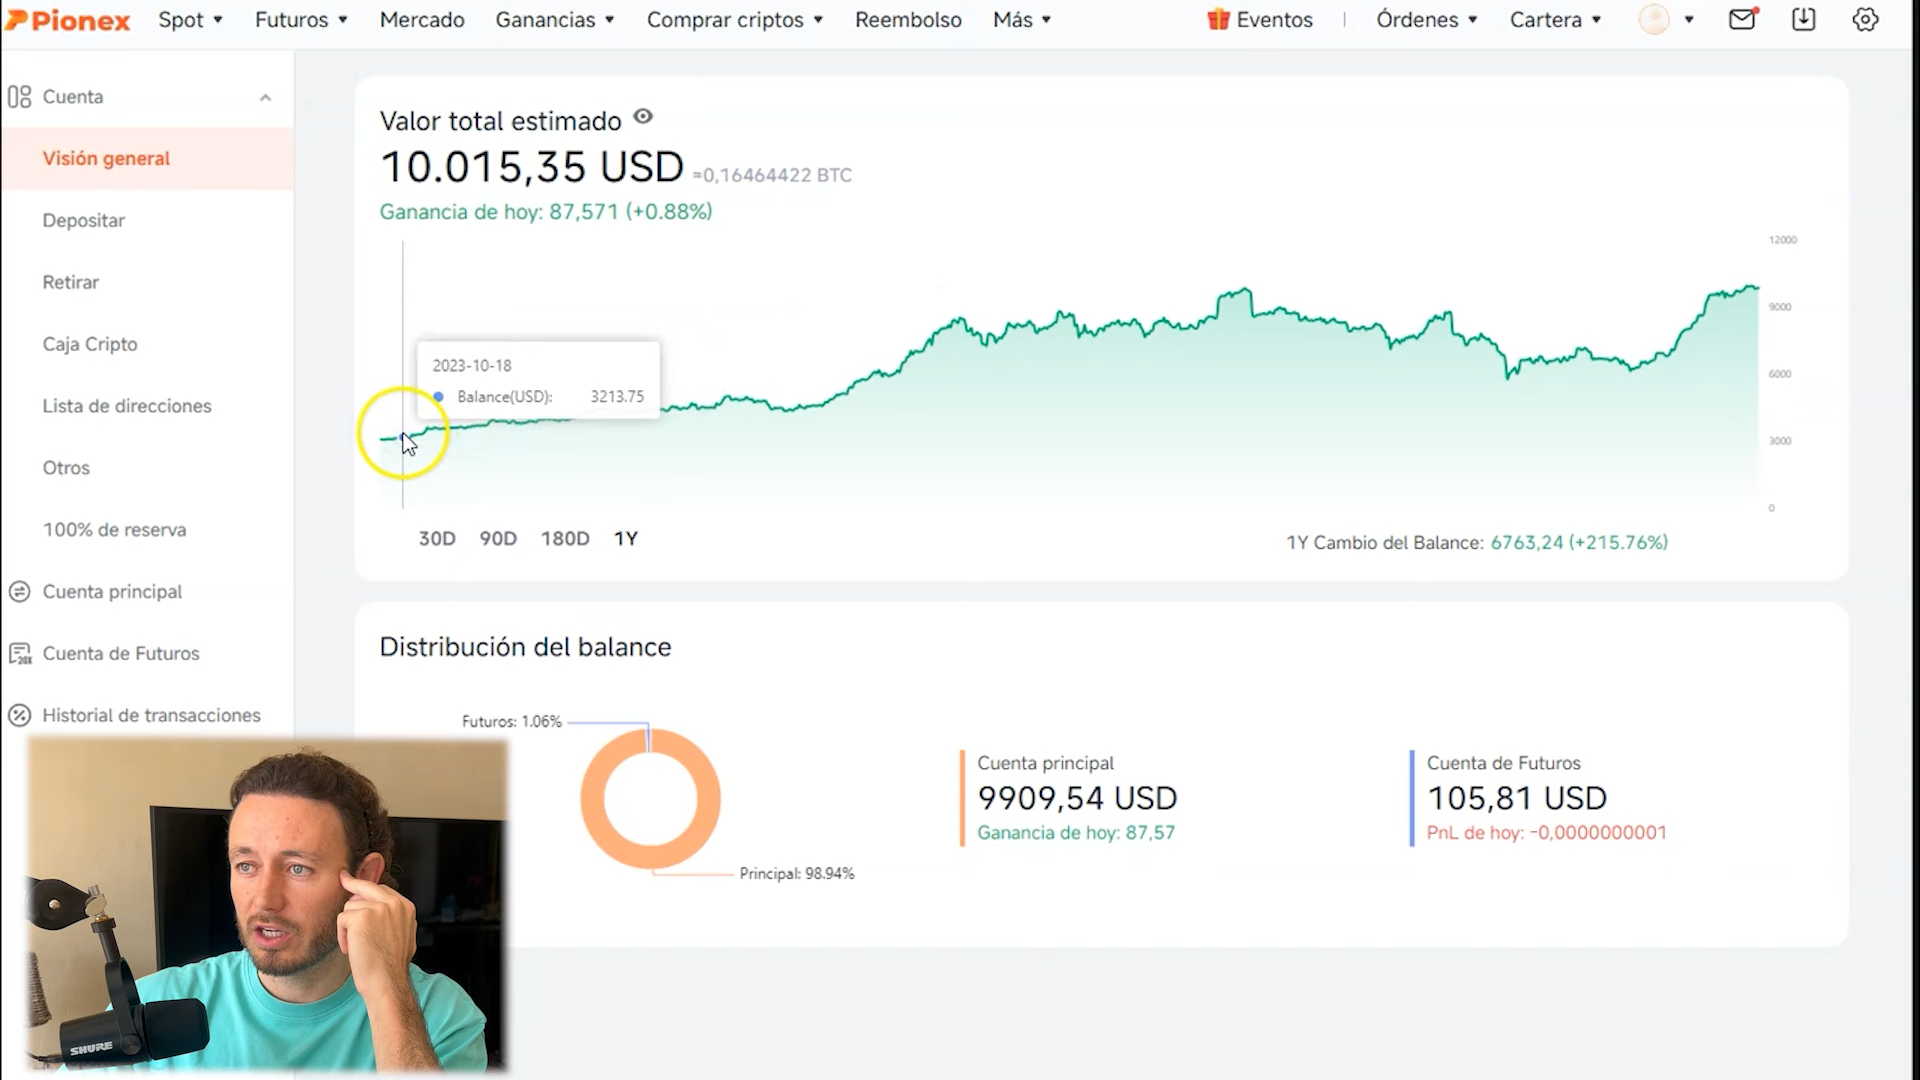 Pionex
Spot
Futuros
Mercado
Ganancias
Comprar criptos
Reembolso
Más
Eventos
Órdenes
Cartera
Cuenta
Visión general
Depositar
Retirar
Caja Cripto
Lista de direcciones
Otros
100% de reserva
Cuenta principal
Cuenta de Futuros
Historial de transacciones
Valor total estimado
10.015,35 USD ≈0,16464422 BTC
Ganancia de hoy: 87,571 (+0.88%)
2023-10-18
Balance(USD): 3213.75
12000
9000
6000
3000
0
30D 90D 180D 1Y
1Y Cambio del Balance: 6763,24 (+215.76%)
Distribución del balance
Futuros: 1.06%
Principal: 98.94%
Cuenta principal
9909,54 USD
Ganancia de hoy: 87,57
Cuenta de Futuros
105,81 USD
PnL de hoy: -0,0000000001
SHURE